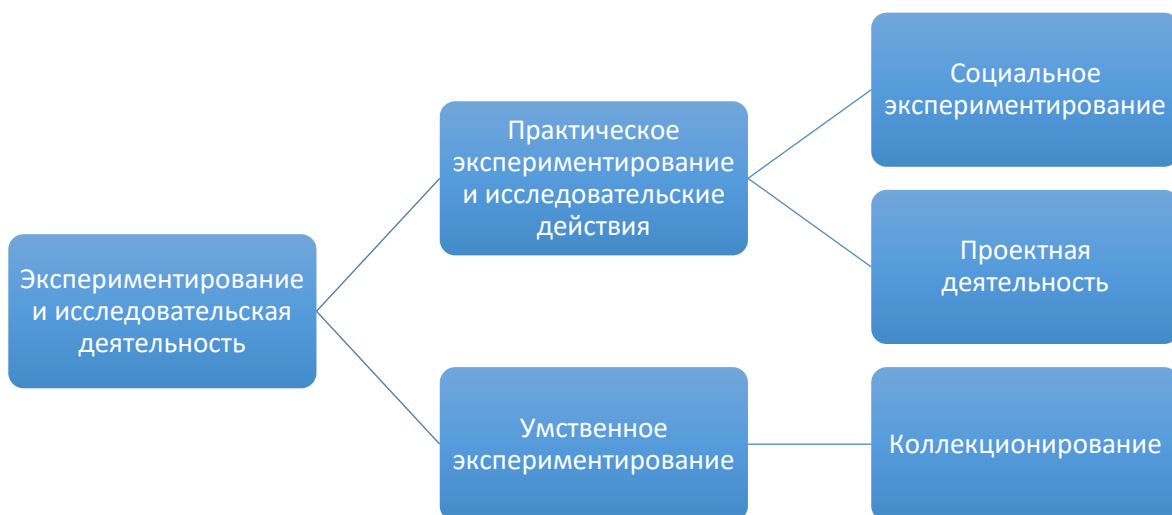 Экспериментирование
и исследовательская
деятельность
Практическое
экспериментирование
и исследовательские
действия
Социальное
экспериментирование
Проектная
деятельность
Умственное
экспериментирование
Коллекционирование